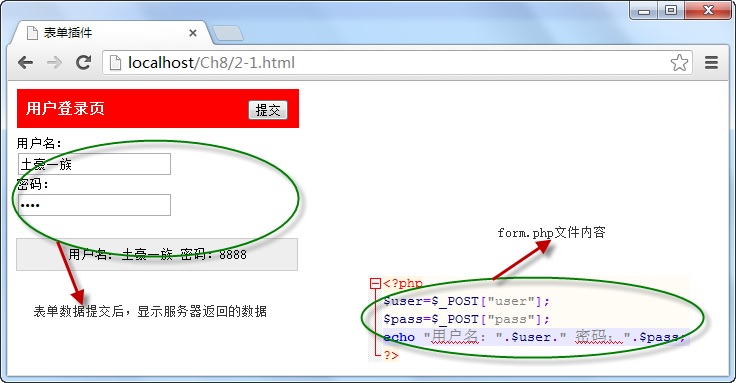 表单插件
localhost/Ch8/2-1.html
用户登录页
提交
用户名：
土豪一族
密码：
••••
用户名：土豪一族 密码：8888
表单数据提交后，显示服务器返回的数据
form.php文件内容
<?php
$user=$_POST["user"];
$pass=$_POST["pass"];
echo "用户名：".$user." 密码：".$pass;
?>